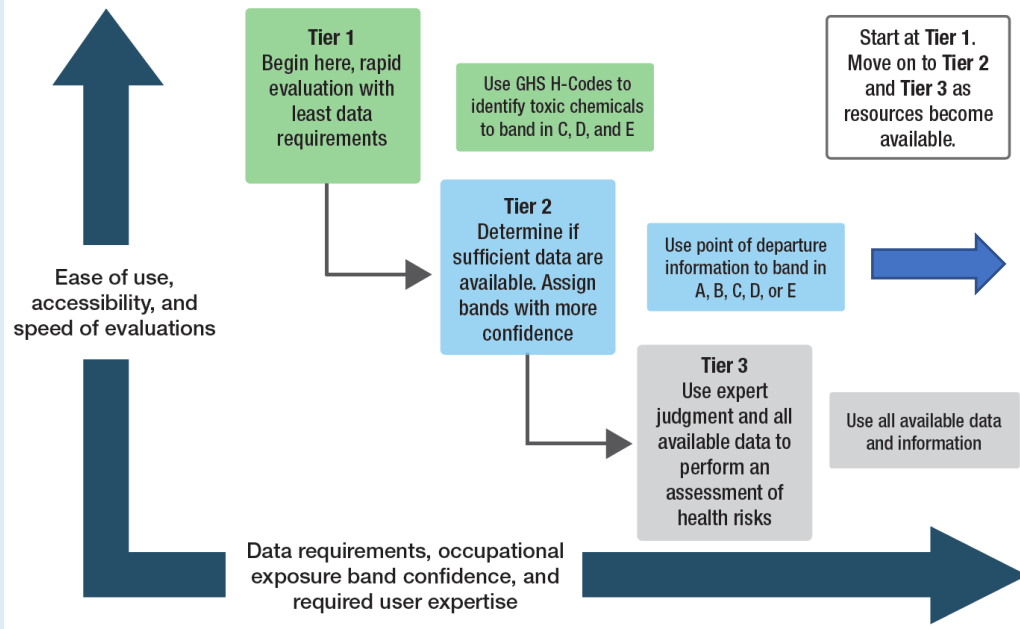 Tier 1
Begin here, rapid
evaluation with
least data
requirements
Use GHS H-Codes to
identify toxic chemicals
to band in C, D, and E
Start at Tier 1.
Move on to Tier 2
and Tier 3 as
resources become
available.
Tier 2
Determine if
sufficient data are
available. Assign
bands with more
confidence
Use point of departure
information to band in
A, B, C, D, or E
Ease of use,
accessibility, and
speed of evaluations
Tier 3
Use expert
judgment and all
available data to
perform an
assessment of
health risks
Use all available data
and information
Data requirements, occupational
exposure band confidence, and
required user expertise